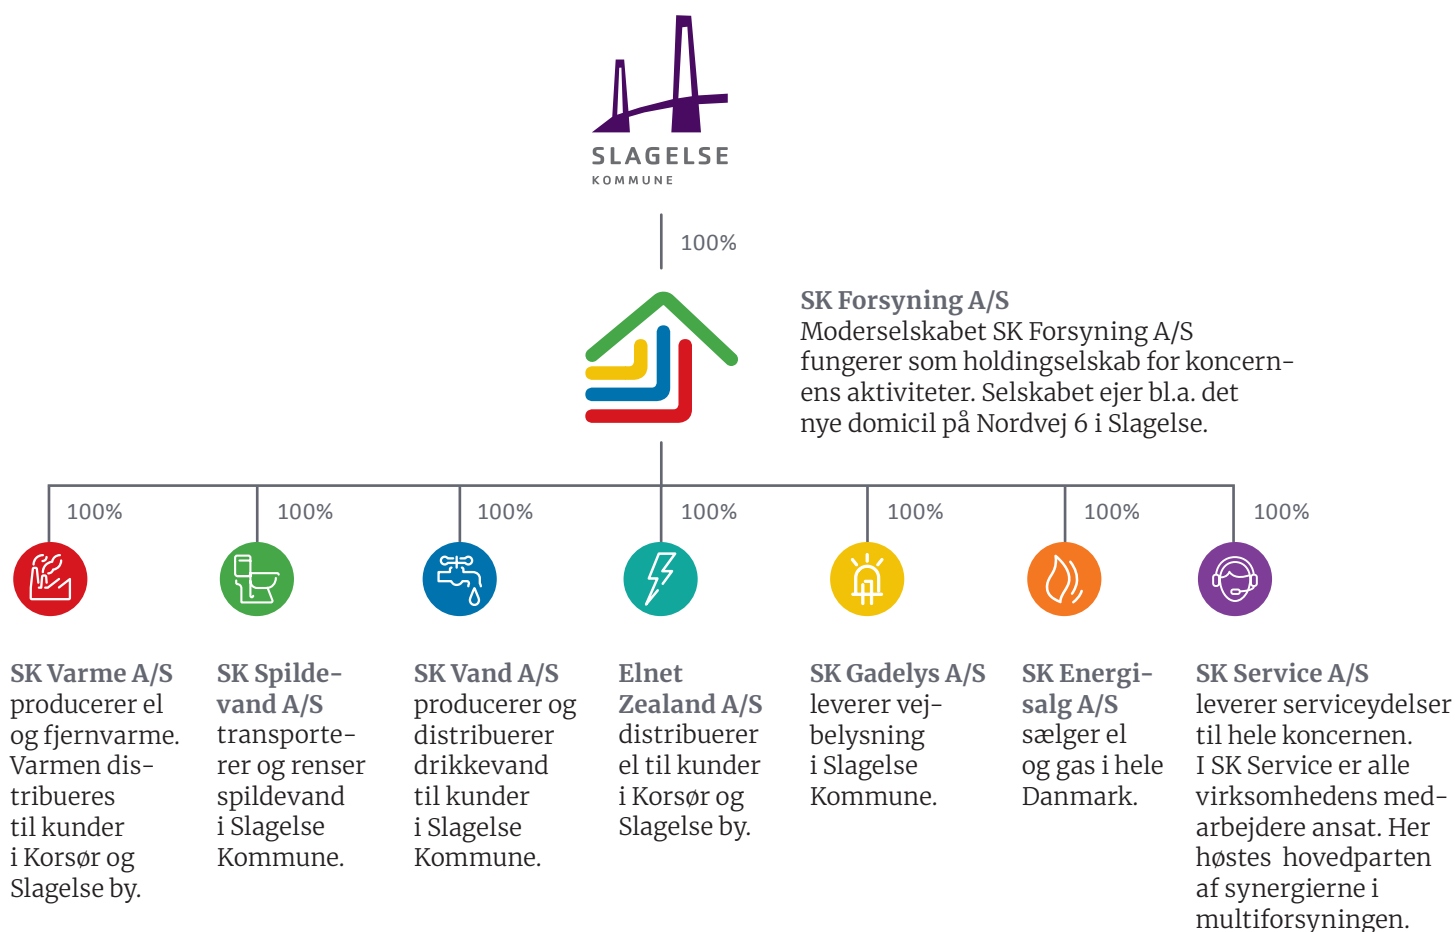 SLAGELSE
KOMMUNE
100%
SK Forsyning A/S
Moderselskabet SK Forsyning A/S
fungerer som holdingselskab for koncern-
ens aktiviteter. Selskabet ejer bl.a. det
nye domicil på Nordvej 6 i Slagelse.
100%
100%
100%
100%
100%
100%
100%
SK Varme A/S
producerer el
og fjernvarme.
Varmen dis-
tribueres
til kunder
i Korsør og
Slagelse by.
SK Spilde-
vand A/S
transporte-
rer og renser
spildevand
i Slagelse
Kommune.
SK Vand A/S
producerer og
distribuerer
drikkevand
til kunder
i Slagelse
Kommune.
Elnet
Zealand A/S
distribuerer
el til kunder
i Korsør og
Slagelse by.
SK Gadelys A/S
leverer vej-
belysning
i Slagelse
Kommune.
SK Energi-
salg A/S
sælger el
og gas i hele
Danmark.
SK Service A/S
leverer serviceydelser
til hele koncernen.
I SK Service er alle
virksomhedens med-
arbejdere ansat. Her
høstes hovedparten
af synergierne i
multiforsyningen.